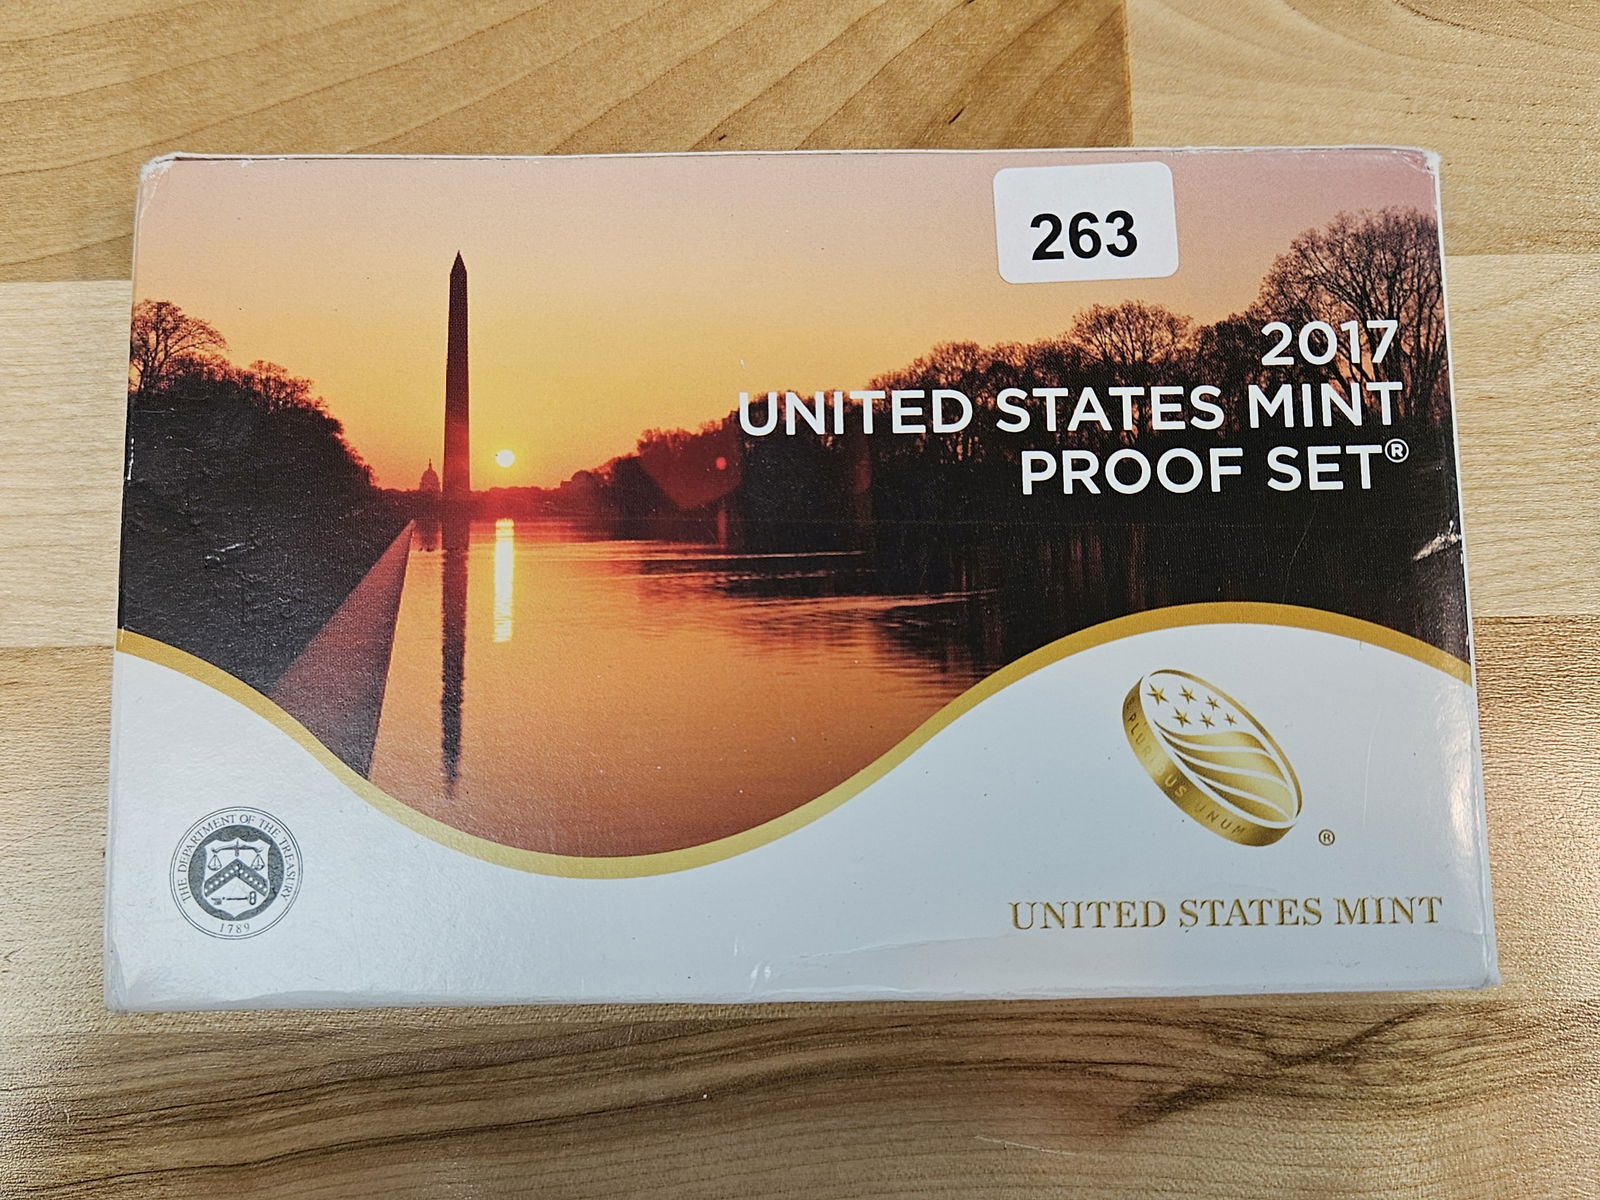 263
2017
UNITED STATES MINT
PROOF SET®
E PLURIBUS UNUM
®
THE DEPARTMENT OF THE TREASURY
1789
UNITED STATES MINT